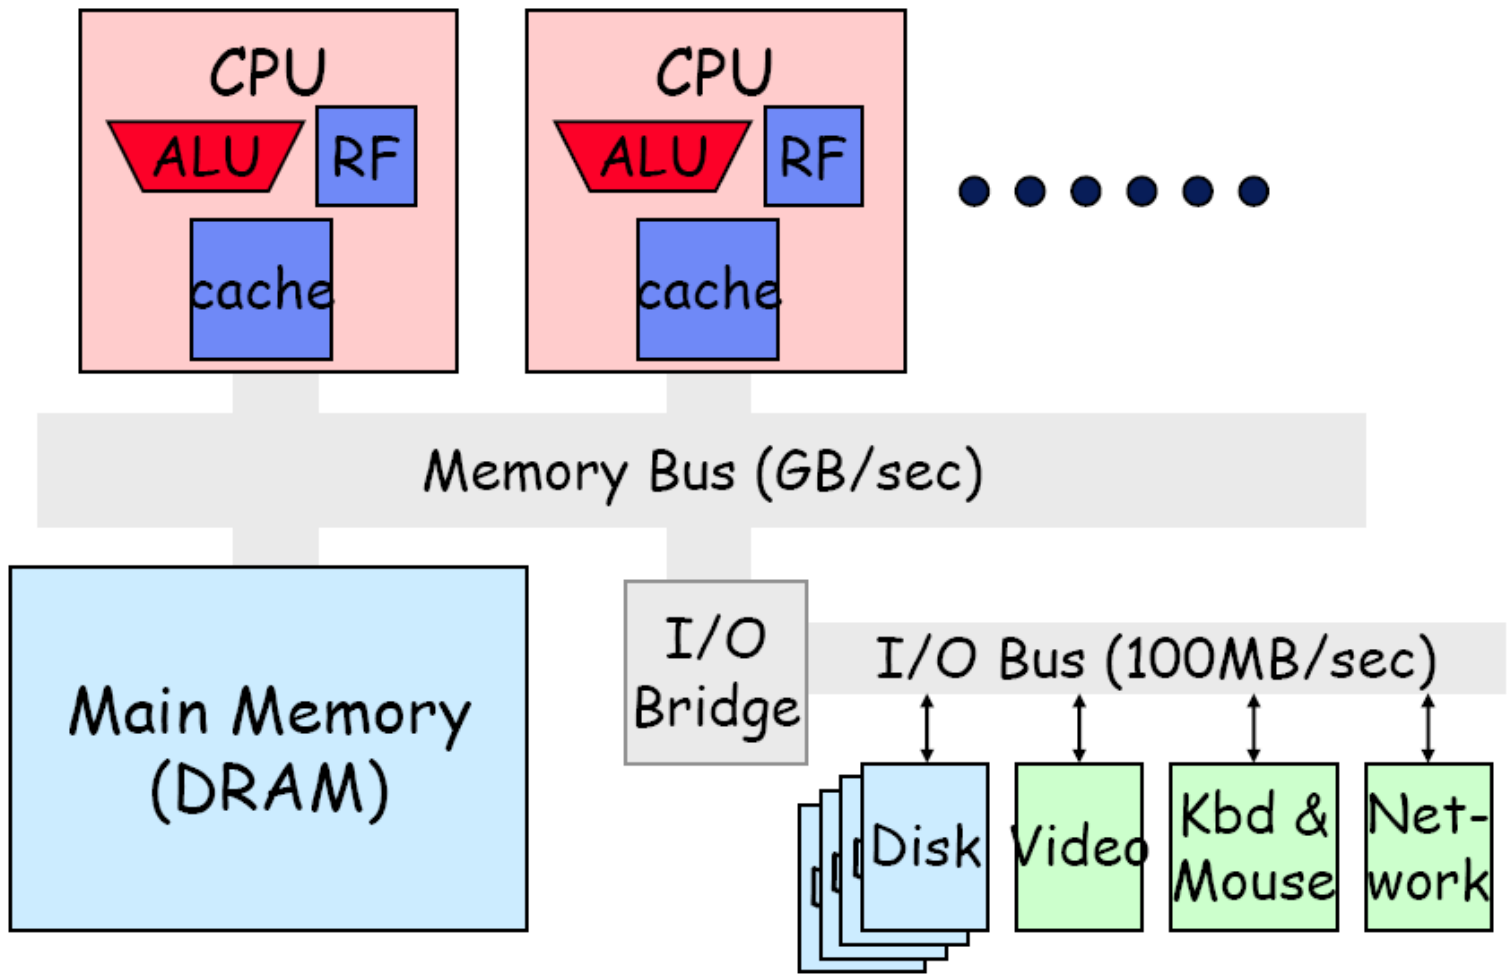 CPU
ALU
RF
cache
CPU
ALU
RF
cache
Memory Bus (GB/sec)
Main Memory
(DRAM)
I/O
Bridge
I/O Bus (100MB/sec)
Disk
Video
Kbd &
Mouse
Net-
work